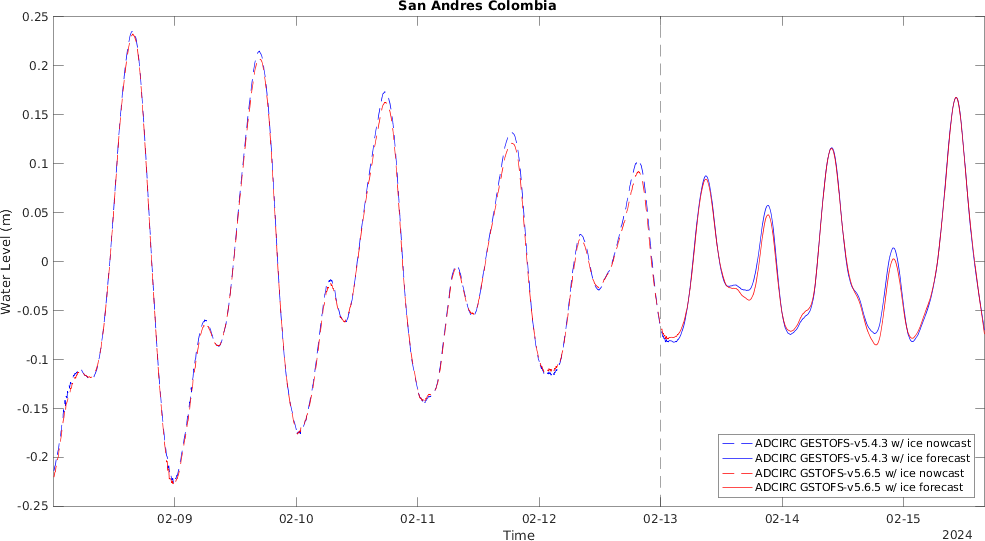 San Andres Colombia
0.25
0.2
0.15
0.1
0.05
0
-0.05
-0.1
-0.15
-0.2
-0.25
Water Level (m)
ADCIRC GESTOFS-v5.4.3 w/ ice nowcast
ADCIRC GESTOFS-v5.4.3 w/ ice forecast
ADCIRC GSTOFS-v5.6.5 w/ ice nowcast
ADCIRC GSTOFS-v5.6.5 w/ ice forecast
02-09 02-10 02-11 02-12 02-13 02-14 02-15
Time
2024